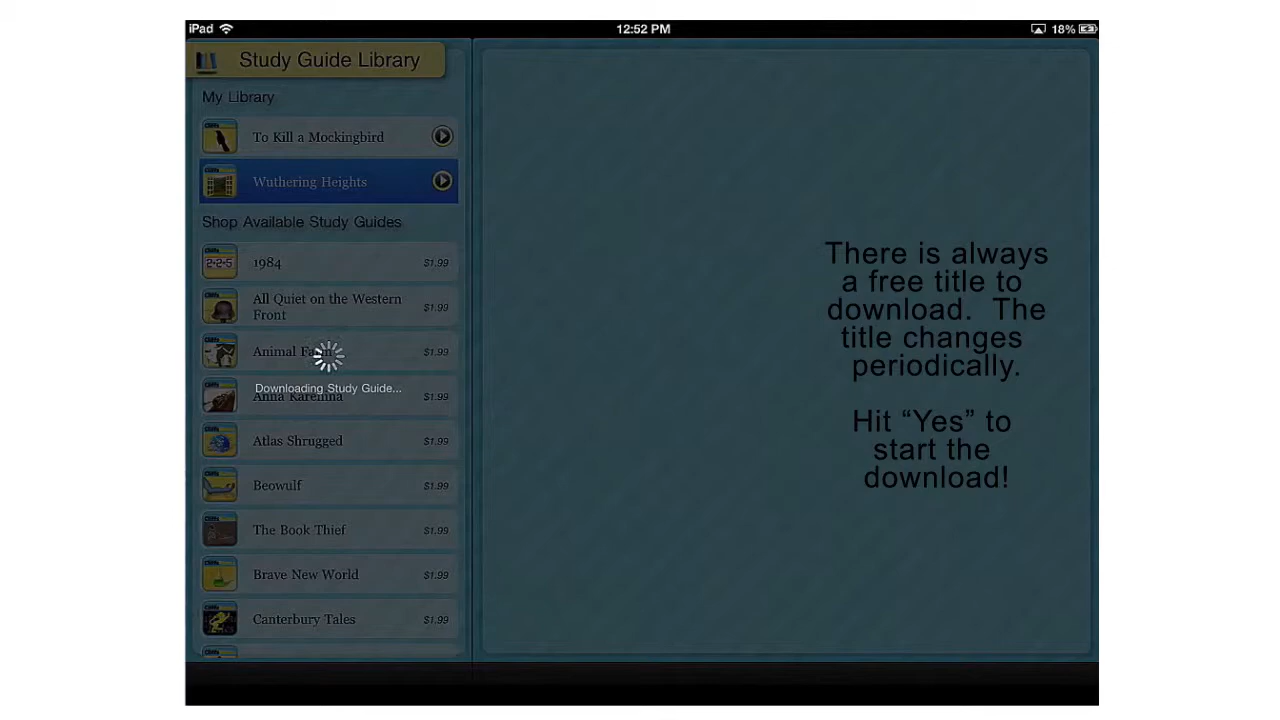 iPad 12:52 PM 18%
Study Guide Library
My Library
To Kill a Mockingbird
Wuthering Heights
Shop Available Study Guides
1984 $1.99
All Quiet on the Western
Front $1.99
Animal Farm $1.99
Downloading Study Guide...
Anna Karenina $1.99
Atlas Shrugged $1.99
Beowulf $1.99
The Book Thief $1.99
Brave New World $1.99
Canterbury Tales $1.99
There is always
a free title to
download. The
title changes
periodically.
Hit “Yes” to
start the
download!